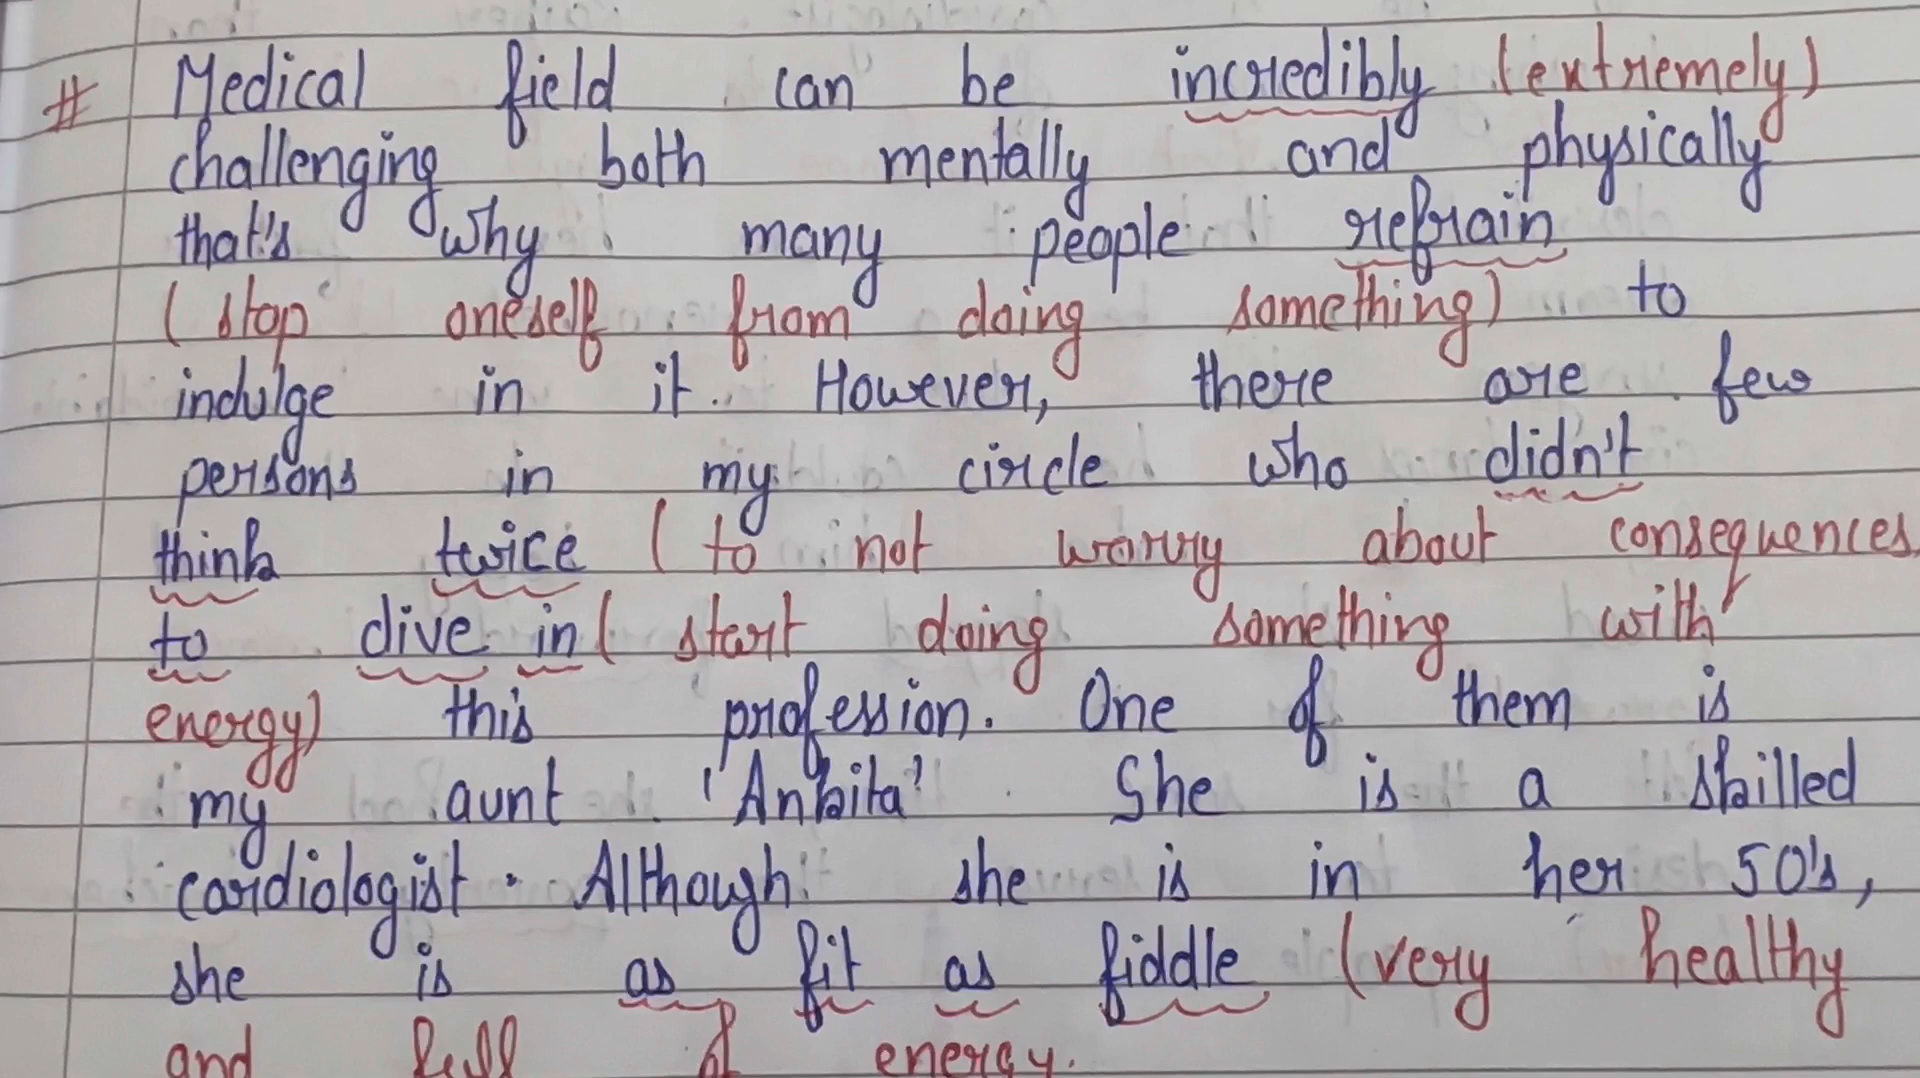 # Medical field can be incredibly (extremely)
challenging both mentally and physically
that's why many people refrain
( stop oneself from doing something) to
indulge in it. However, there are few
persons in my circle who didn't
think twice ( to not worry about consequences
to dive in ( start doing something with
energy) this profession. One of them is
my aunt 'Ankita' . She is a skilled
cardiologist. Although she is in her 50's,
she is as fit as fiddle (very healthy
and full of energy.